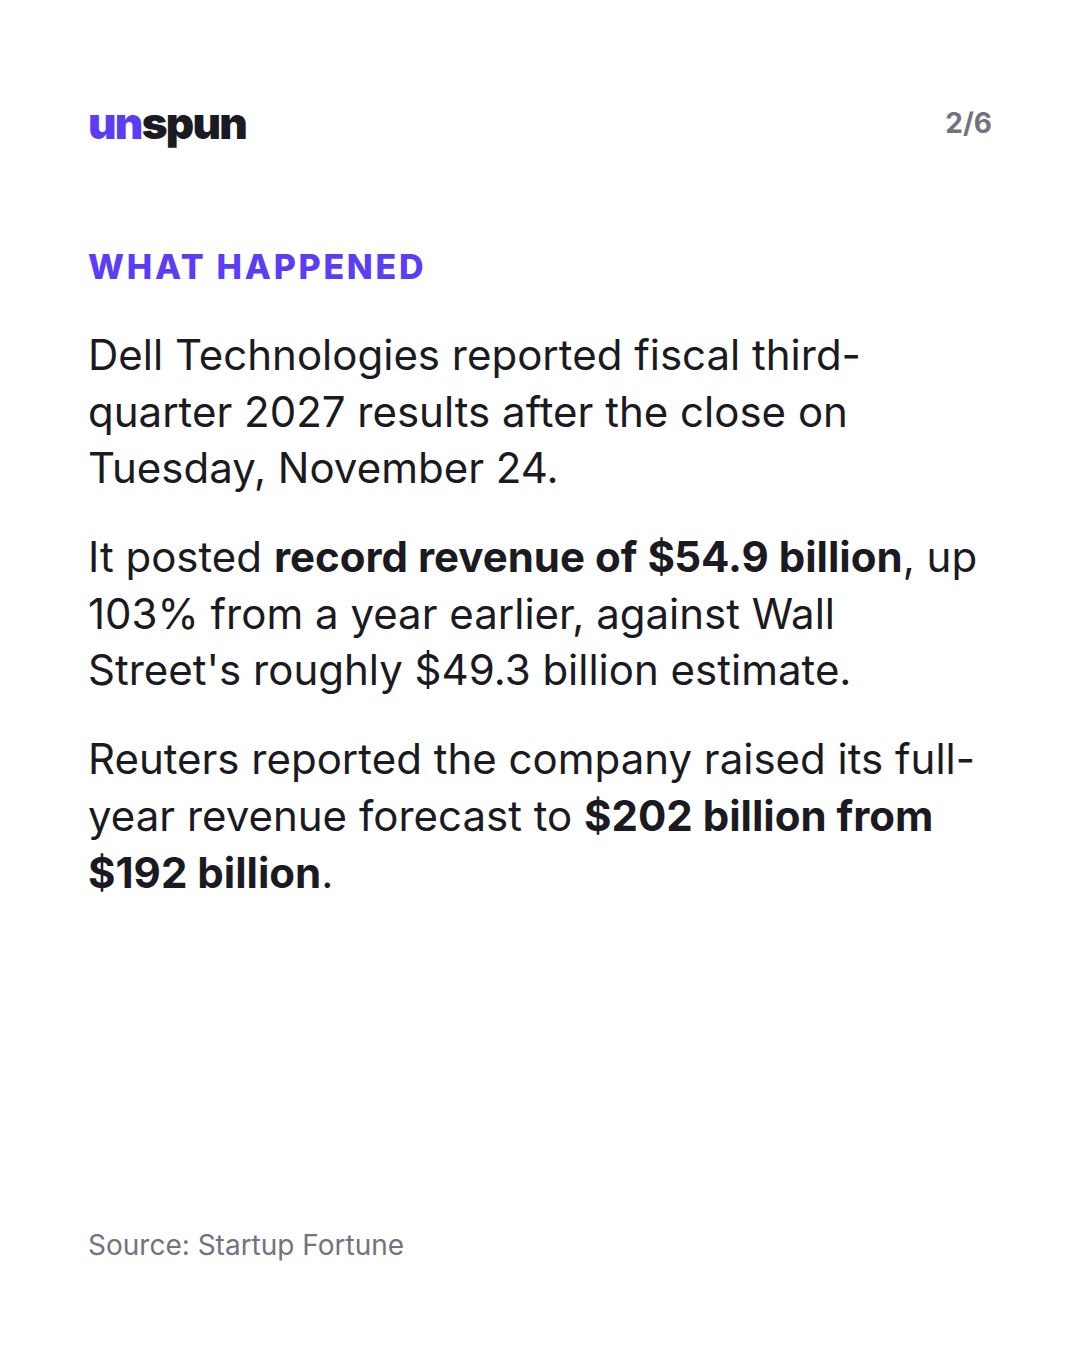 unspun
2/6
WHAT HAPPENED
Dell Technologies reported fiscal third-
quarter 2027 results after the close on
Tuesday, November 24.
It posted record revenue of $54.9 billion, up
103% from a year earlier, against Wall
Street's roughly $49.3 billion estimate.
Reuters reported the company raised its full-
year revenue forecast to $202 billion from
$192 billion.
Source: Startup Fortune